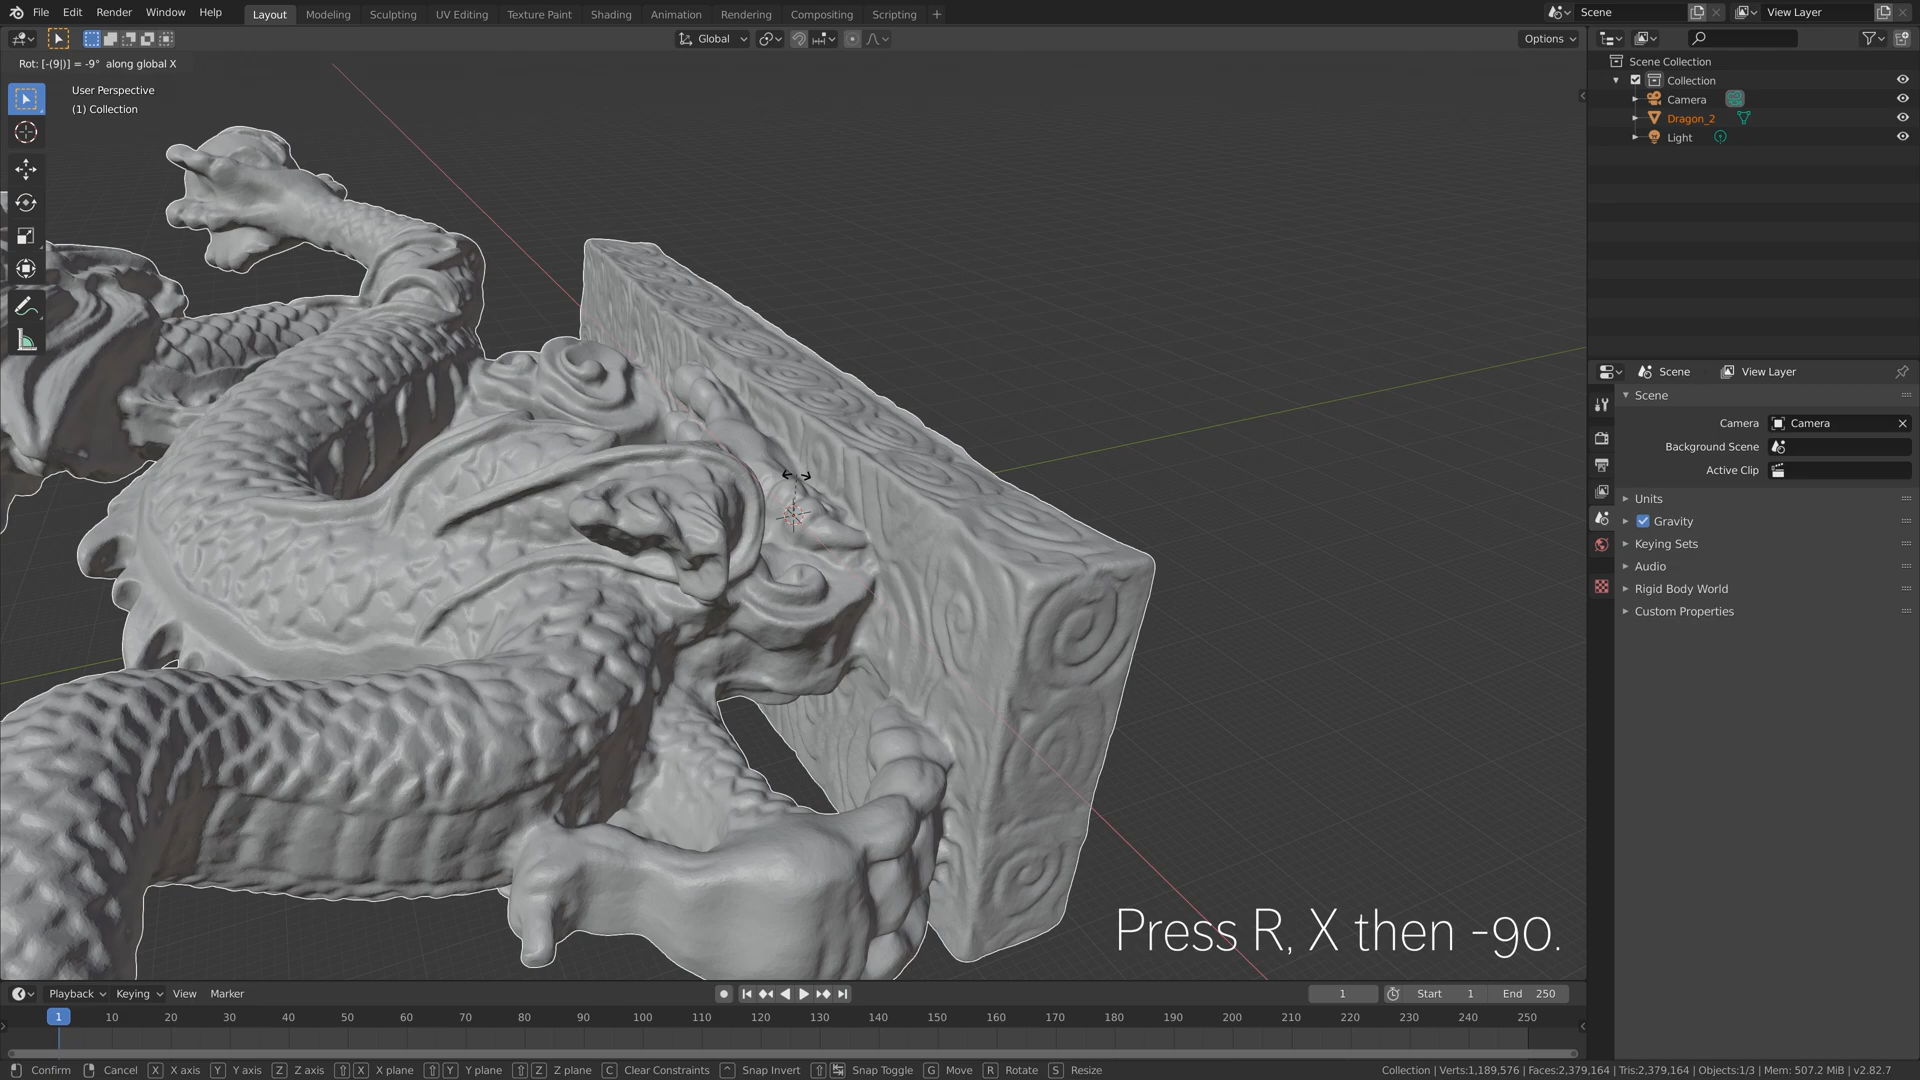 File Edit Render Window Help Layout Modeling Sculpting UV Editing Texture Paint Shading Animation Rendering Compositing Scripting + Scene View Layer
Global Options
Rot: [-(9|)] = -9° along global X
User Perspective
(1) Collection
Scene Collection
Collection
Camera
Dragon_2
Light
Scene View Layer
Scene
Camera Camera
Background Scene
Active Clip
Units
Gravity
Keying Sets
Audio
Rigid Body World
Custom Properties
Press R, X then -90.
Playback Keying View Marker 1 Start 1 End 250
1 10 20 30 40 50 60 70 80 90 100 110 120 130 140 150 160 170 180 190 200 210 220 230 240 250
Confirm Cancel X X axis Y Y axis Z Z axis X X plane Y Y plane Z Z plane C Clear Constraints ^ Snap Invert Snap Toggle G Move R Rotate S Resize Collection | Verts:1,189,576 | Faces:2,379,164 | Tris:2,379,164 | Objects:1/3 | Mem: 507.2 MiB | v2.82.7